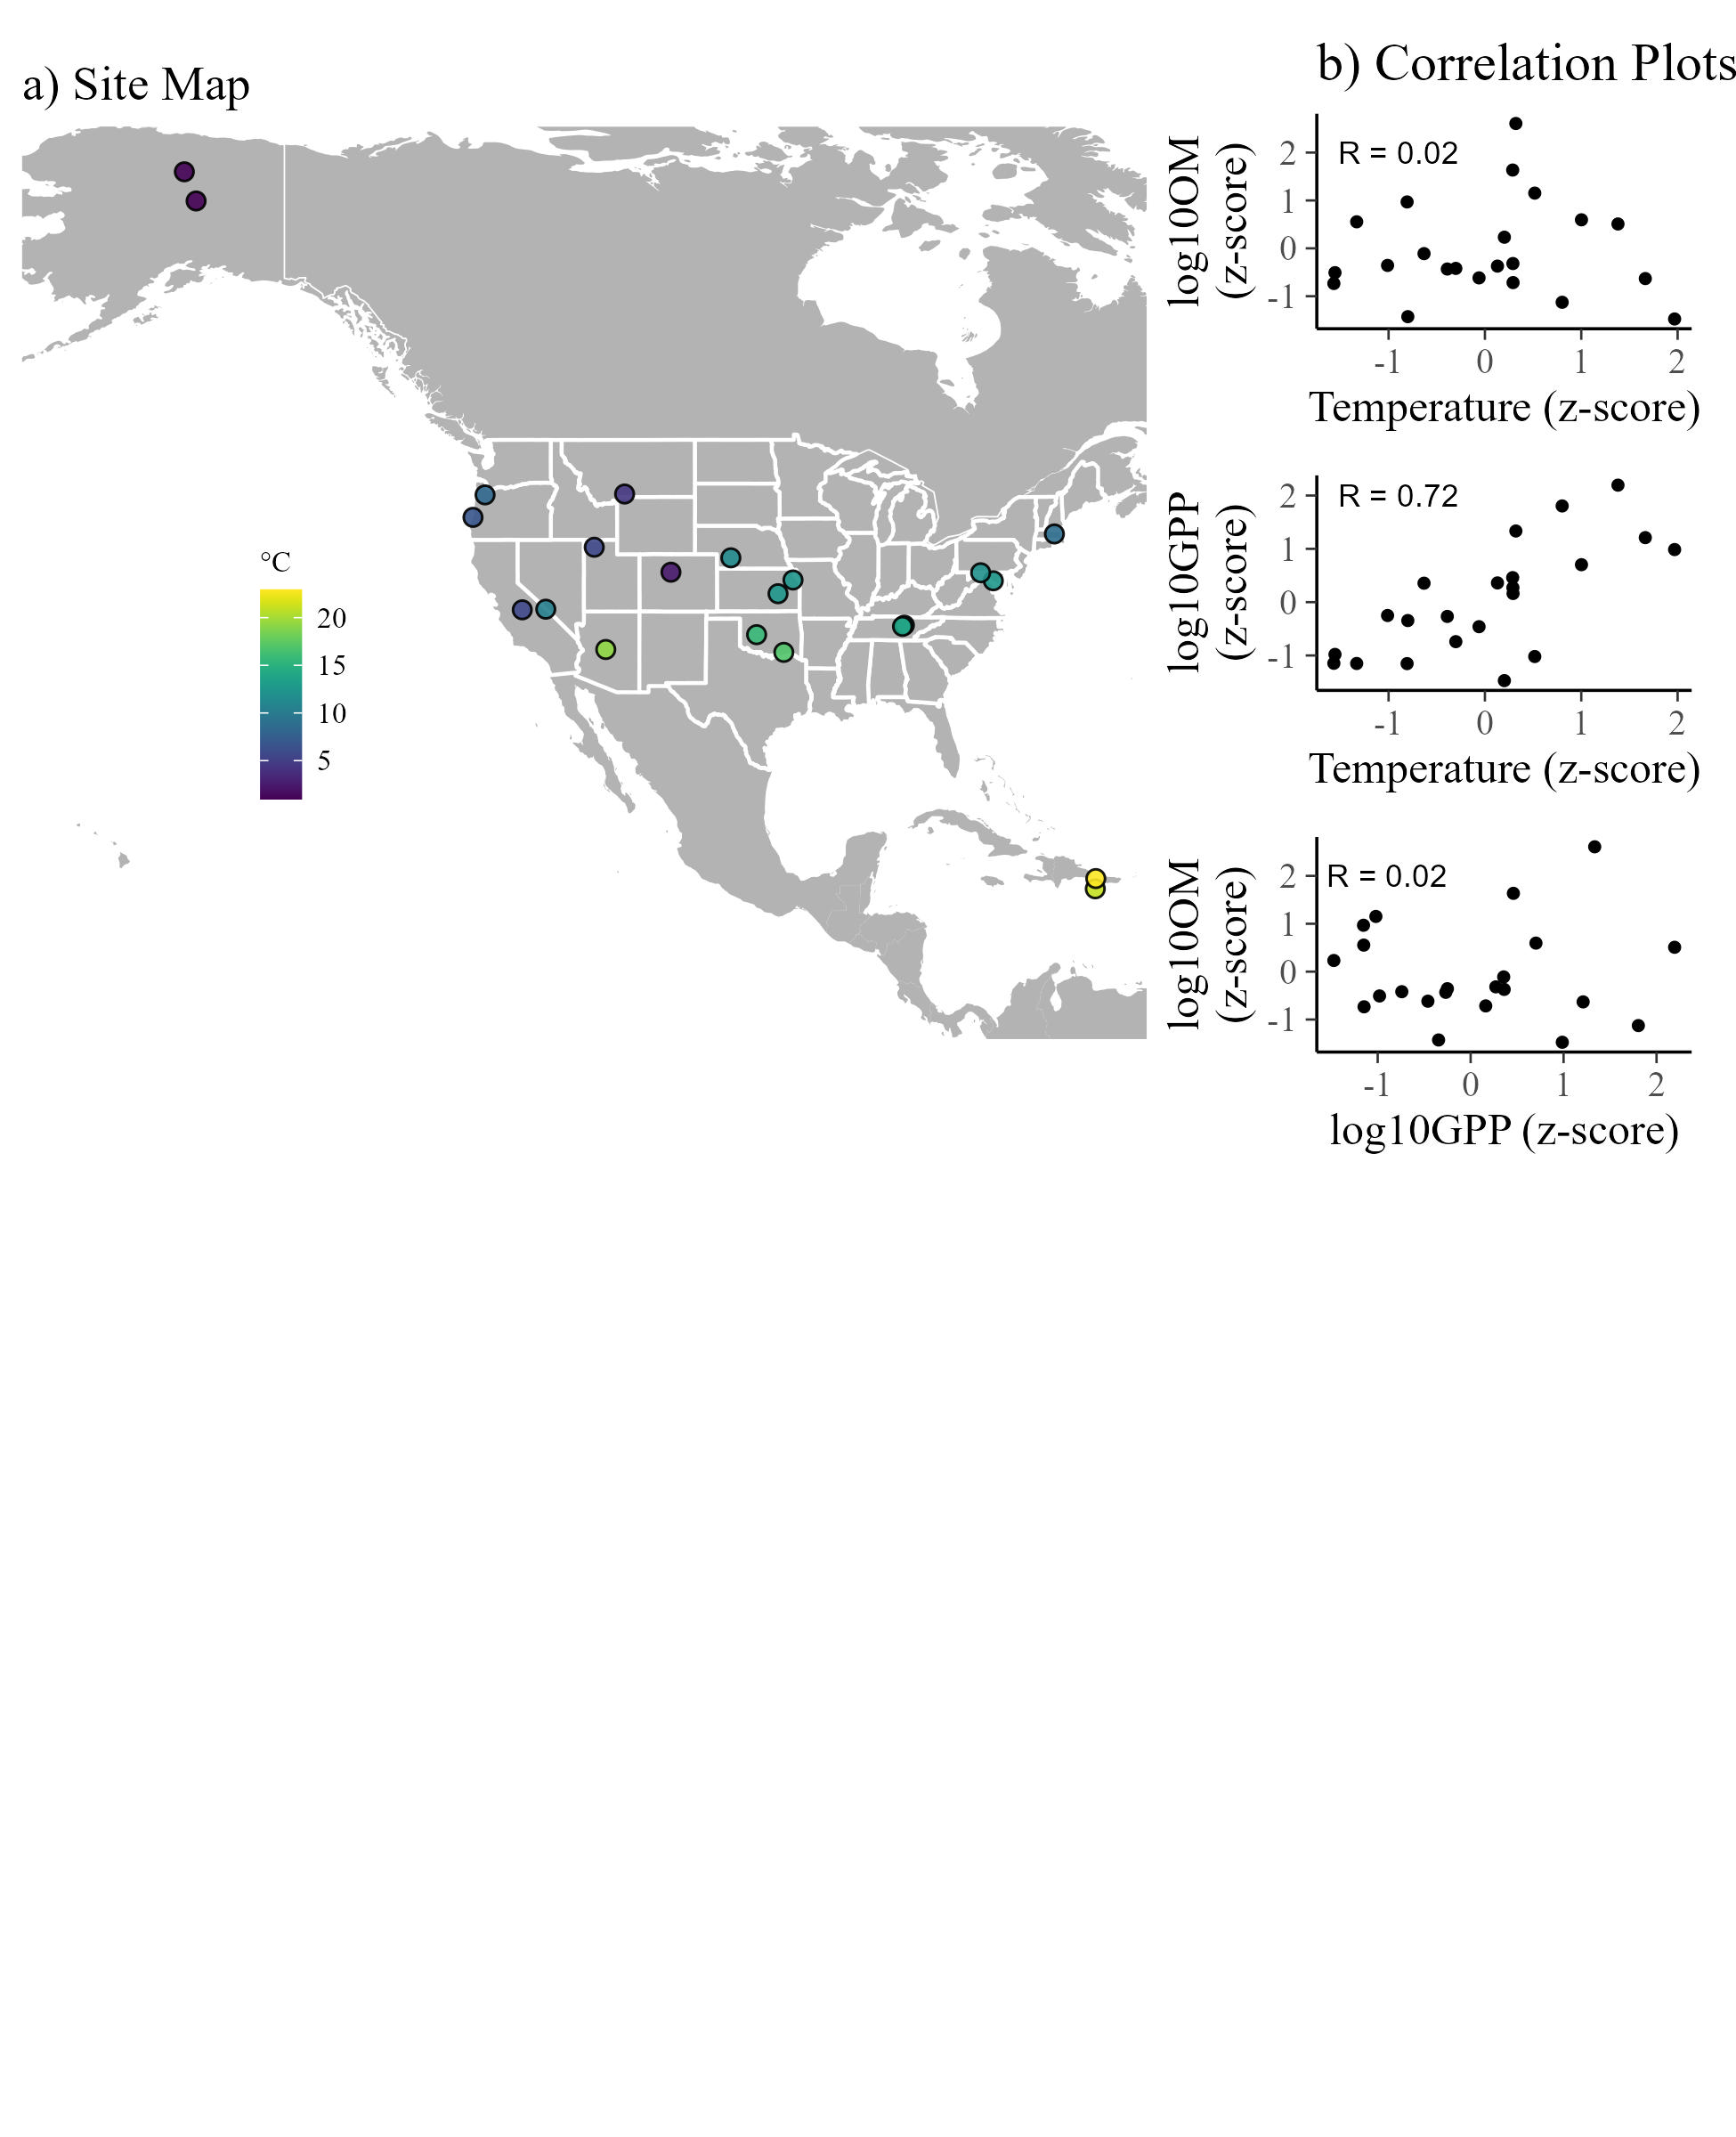 a) Site Map
°C
20
15
10
5
b) Correlation Plots
log10OM
(z-score)
2
1
0
-1
R = 0.02
-1 0 1 2
Temperature (z-score)
log10GPP
(z-score)
2
1
0
-1
R = 0.72
-1 0 1 2
Temperature (z-score)
log10OM
(z-score)
2
1
0
-1
R = 0.02
-1 0 1 2
log10GPP (z-score)